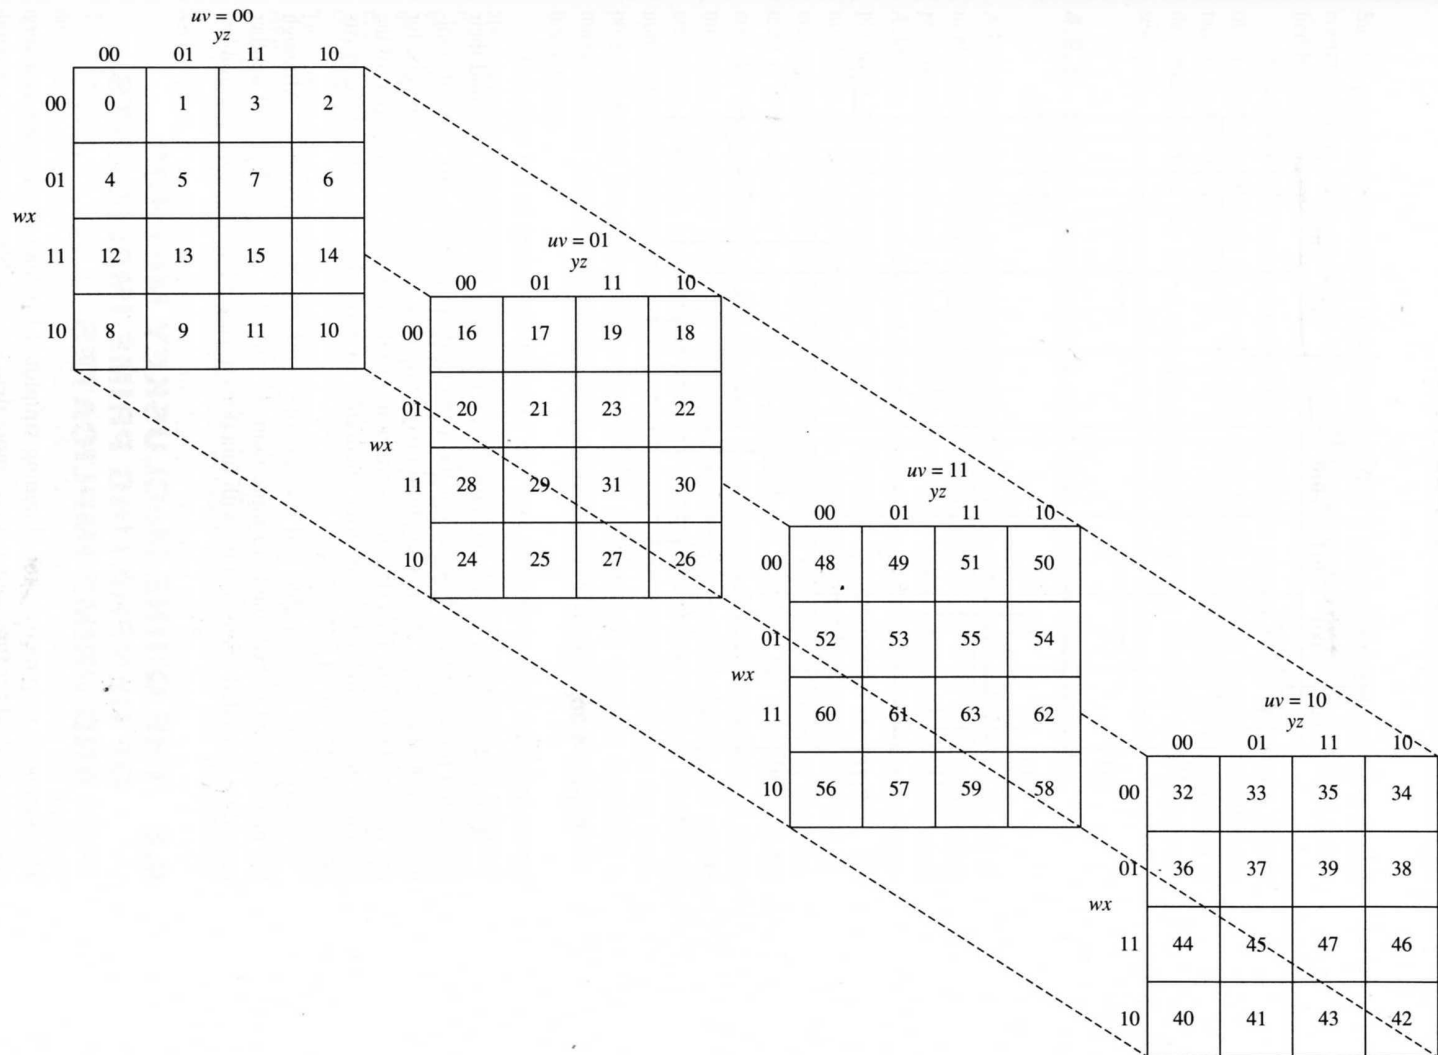 uv = 00
yz
00 01 11 10
00 0 1 3 2
01 4 5 7 6
wx
11 12 13 15 14
10 8 9 11 10
uv = 01
yz
00 01 11 10
00 16 17 19 18
01 20 21 23 22
wx
11 28 29 31 30
10 24 25 27 26
uv = 11
yz
00 01 11 10
00 48 49 51 50
01 52 53 55 54
wx
11 60 61 63 62
10 56 57 59 58
uv = 10
yz
00 01 11 10
00 32 33 35 34
01 36 37 39 38
wx
11 44 45 47 46
10 40 41 43 42